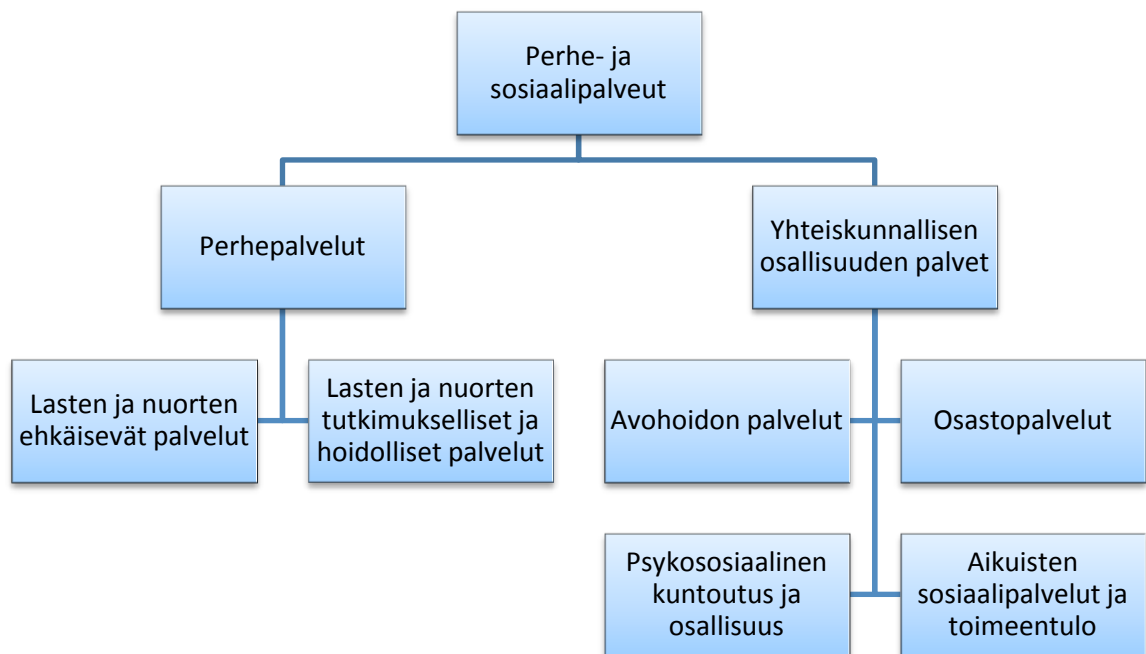 Perhe- ja
sosiaalipalveut
Perhepalvelut
Yhteiskunnallisen
osallisuuden palvet
Lasten ja nuorten
ehkäisevät palvelut
Lasten ja nuorten
tutkimukselliset ja
hoidolliset palvelut
Avohoidon palvelut
Osastopalvelut
Psykososiaalinen
kuntoutus ja
osallisuus
Aikuisten
sosiaalipalvelut ja
toimeentulo